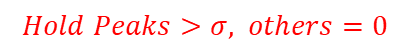 Hold Peaks > σ, others = 0